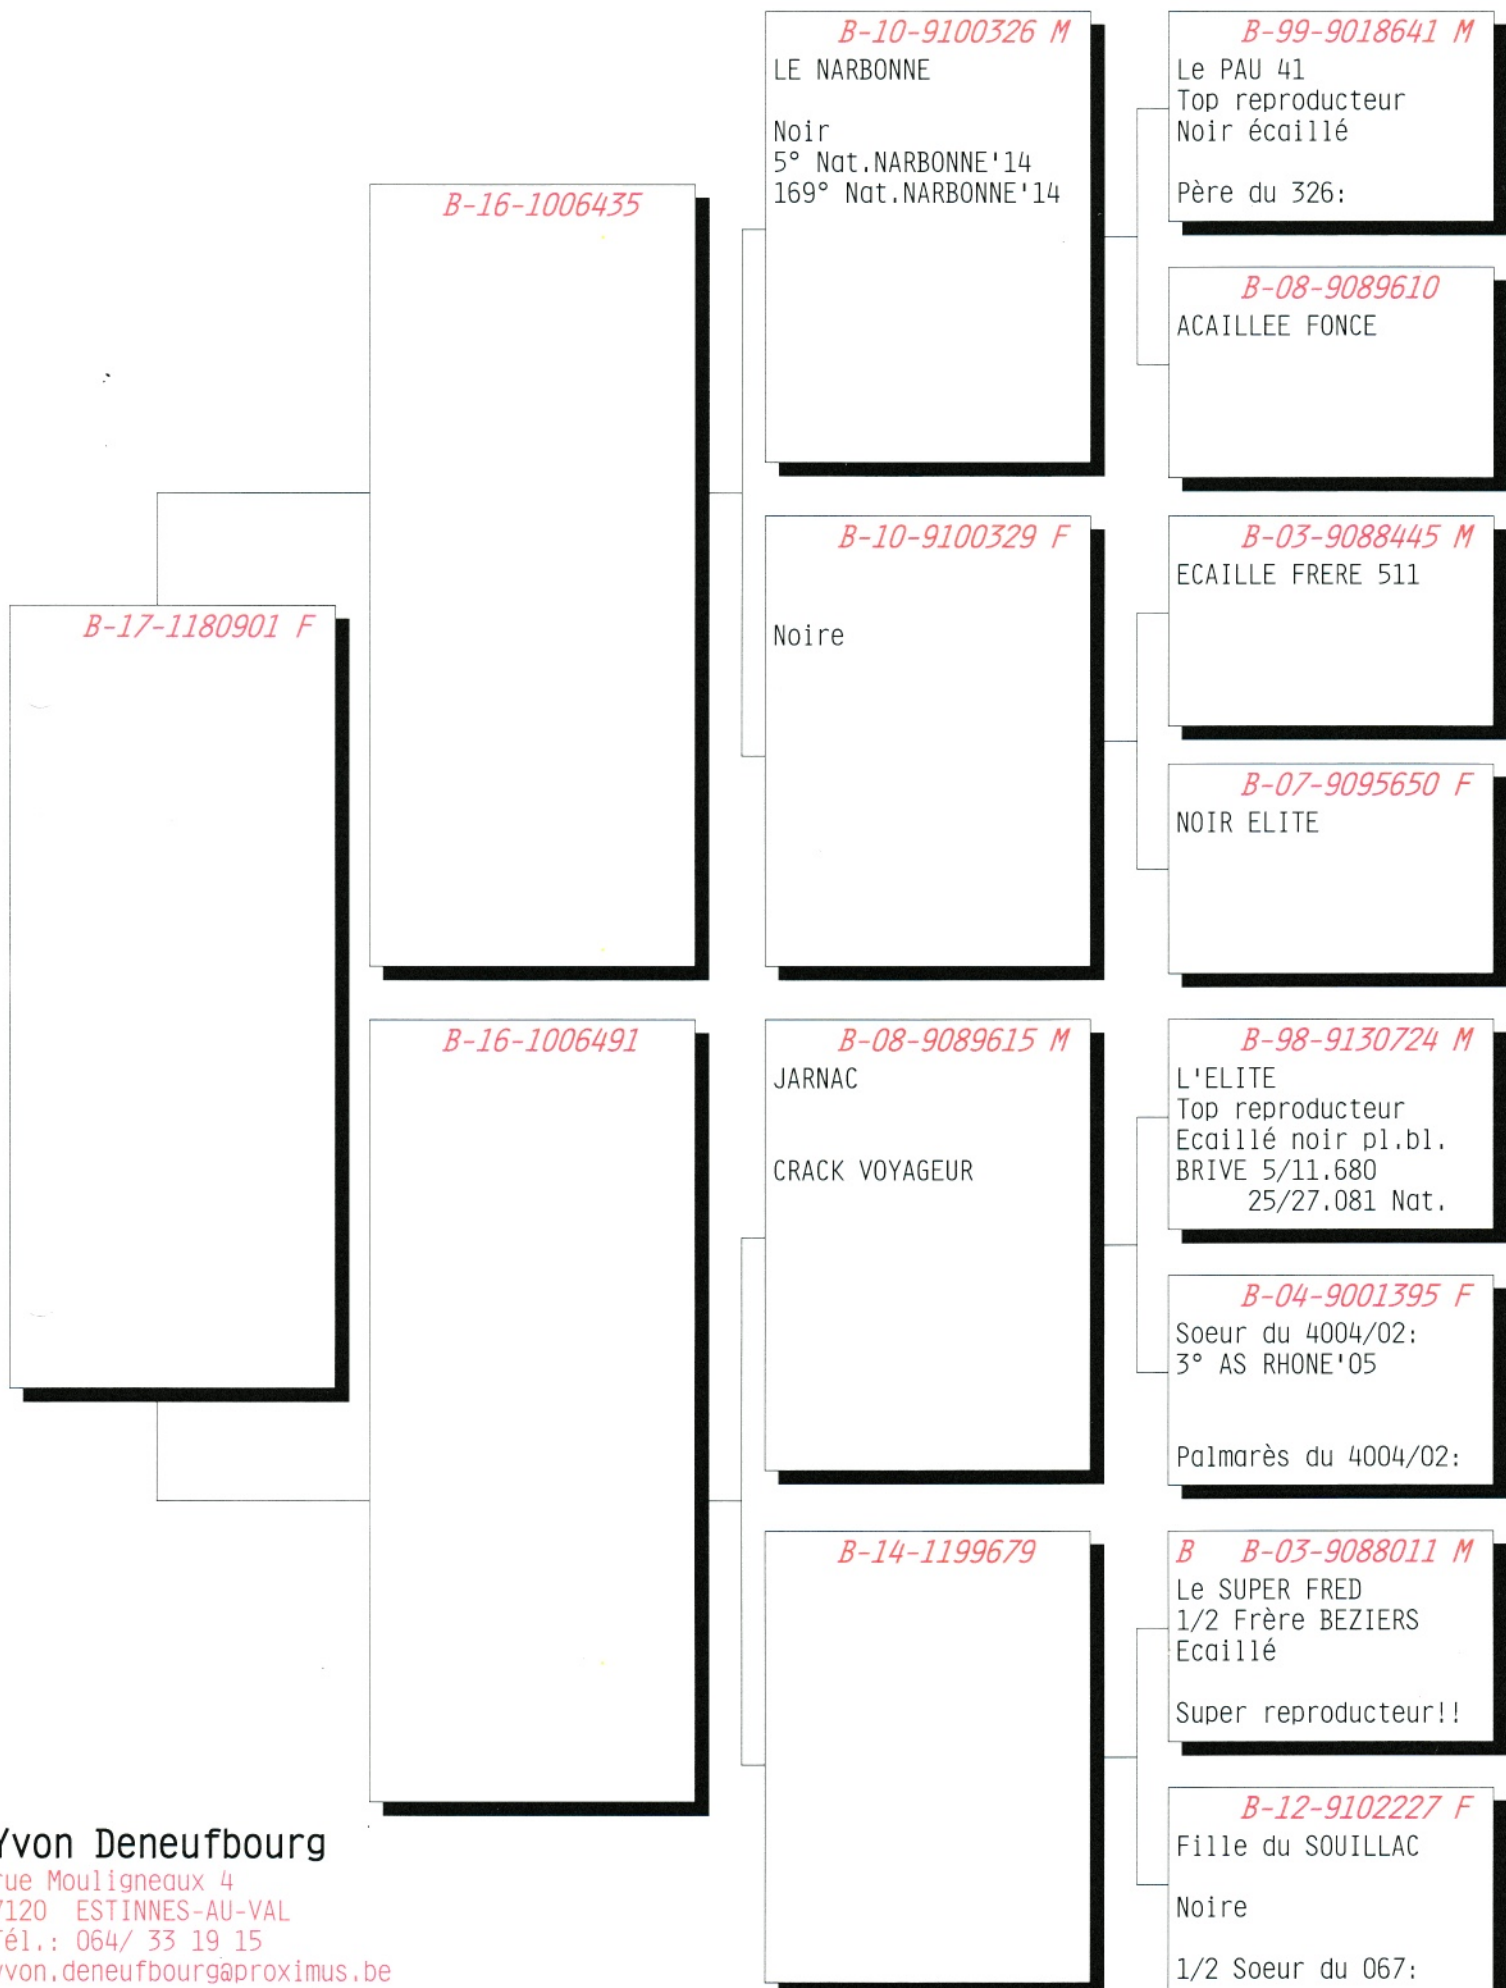 B-17-1180901 F
B-16-1006435
B-16-1006491
B-10-9100326 M
LE NARBONNE
Noir
5° Nat.NARBONNE'14
169° Nat.NARBONNE'14
B-10-9100329 F
Noire
B-08-9089615 M
JARNAC
CRACK VOYAGEUR
B-14-1199679
B-99-9018641 M
Le PAU 41
Top reproducteur
Noir écaillé
Père du 326:
B-08-9089610
ACAILLEE FONCE
B-03-9088445 M
ECAILLE FRERE 511
B-07-9095650 F
NOIR ELITE
B-98-9130724 M
L'ELITE
Top reproducteur
Ecaillé noir pl.bl.
BRIVE 5/11.680
25/27.081 Nat.
B-04-9001395 F
Soeur du 4004/02:
3° AS RHONE'05
Palmarès du 4004/02:
B B-03-9088011 M
Le SUPER FRED
1/2 Frère BEZIERS
Ecaillé
Super reproducteur!!
B-12-9102227 F
Fille du SOUILLAC
Noire
1/2 Soeur du 067:
Yvon Deneufbourg
rue Mouligneaux 4
7120 ESTINNES-AU-VAL
Tél.: 064/ 33 19 15
yvon.deneufbourg@proximus.be